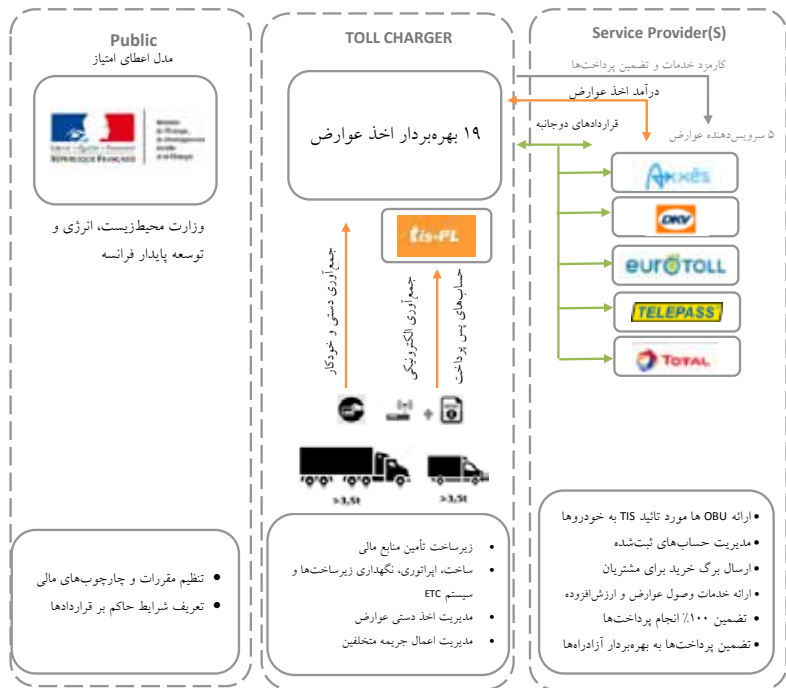 Public
مدل اعطای امتیاز
RÉPUBLIQUE FRANÇAISE
وزارت محیط‌زیست، انرژی و
توسعه پایدار فرانسه
• تنظیم مقررات و چارچوب‌های مالی
• تعریف شرایط حاکم بر قراردادها
TOLL CHARGER
۱۹ بهره‌بردار اخذ عوارض
tis-PL
جمع‌آوری دستی و خودکار
جمع‌آوری الکترونیکی
حساب‌های پس پرداخت
+
>3,5t
>3,5t
• زیرساخت تأمین منابع مالی
• ساخت، اپراتوری، نگهداری زیرساخت‌ها و
سیستم ETC
• مدیریت اخذ دستی عوارض
• مدیریت اعمال جریمه متخلفین
Service Provider(S)
کارمزد خدمات و تضمین پرداخت‌ها
درآمد اخذ عوارض
قراردادهای دوجانبه
۵ سرویس‌دهنده عوارض
Axxès
DKV
eurOTOLL
TELEPASS
TOTAL
• ارائه OBU ها مورد تائید TIS به خودروها
• مدیریت حساب‌های ثبت‌شده
• ارسال برگ خرید برای مشتریان
• ارائه خدمات وصول عوارض و ارزش‌افزوده
• تضمین ۱۰۰٪ انجام پرداخت‌ها
• تضمین پرداخت‌ها به بهره‌بردار آزادراه‌ها